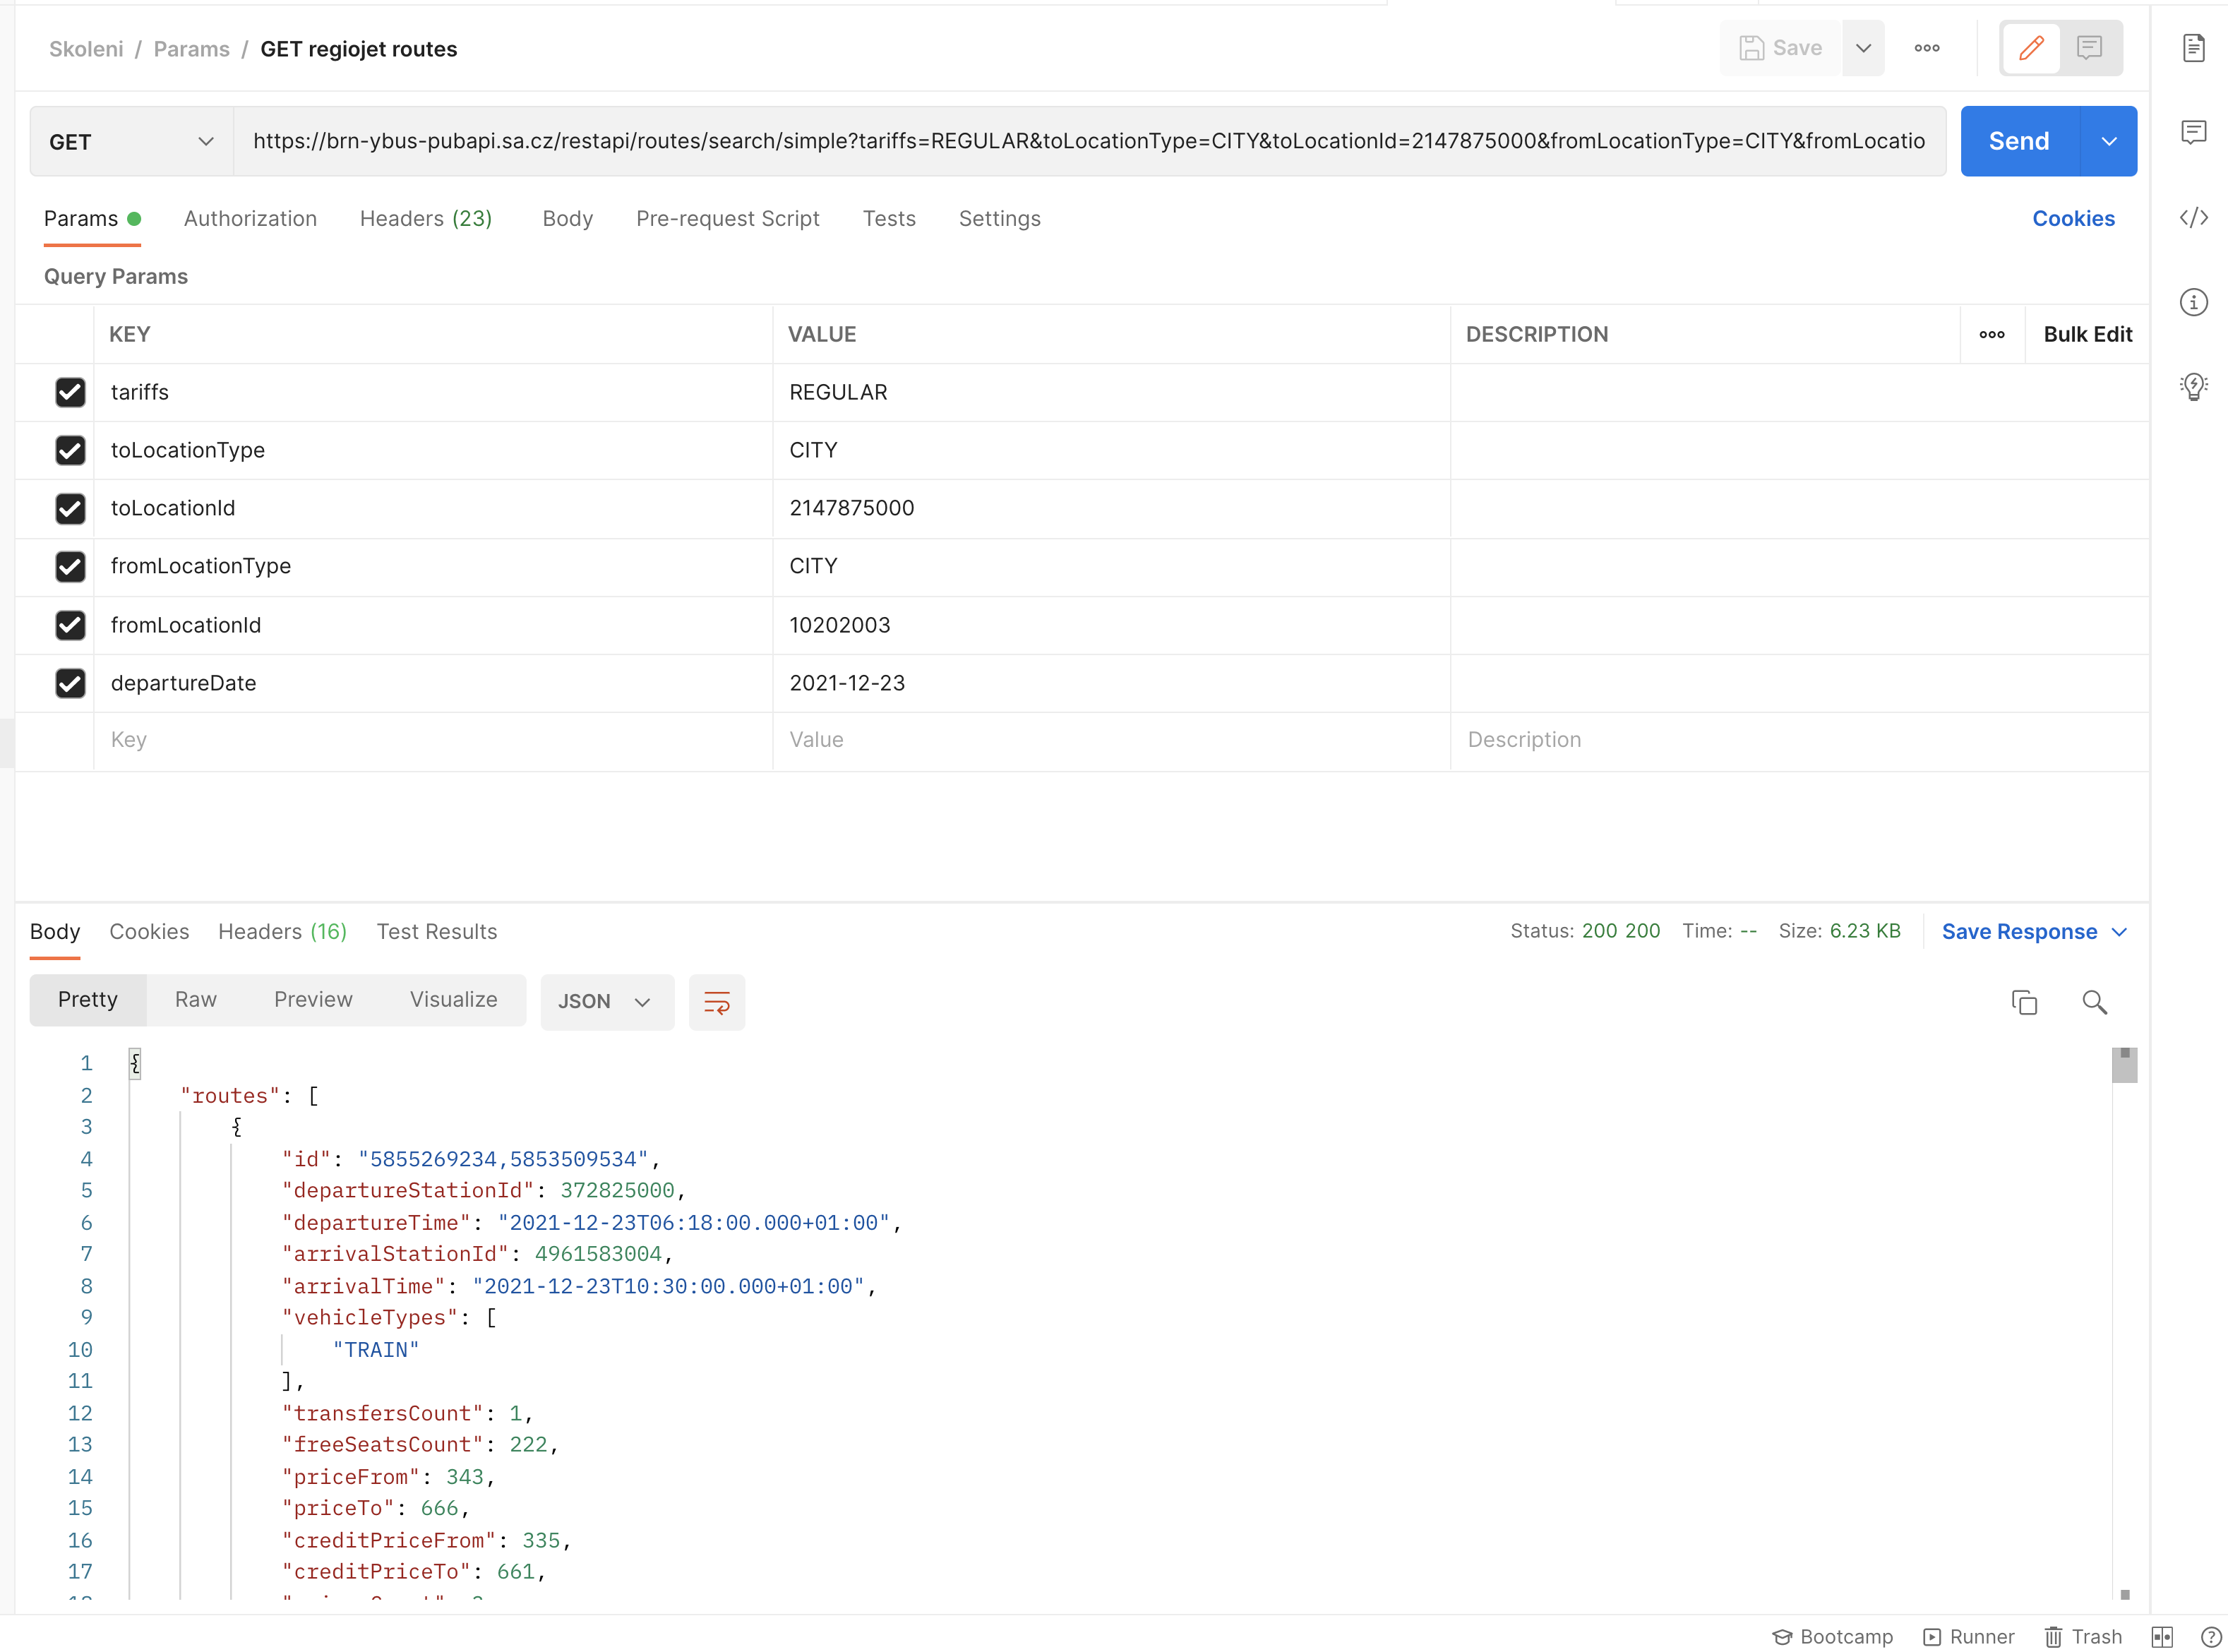 Skoleni / Params / GET regiojet routes
Save
GET
https://brn-ybus-pubapi.sa.cz/restapi/routes/search/simple?tariffs=REGULAR&toLocationType=CITY&toLocationId=2147875000&fromLocationType=CITY&fromLocatio
Send
Params Authorization Headers (23) Body Pre-request Script Tests Settings Cookies
Query Params
KEY VALUE DESCRIPTION Bulk Edit
tariffs REGULAR
toLocationType CITY
toLocationId 2147875000
fromLocationType CITY
fromLocationId 10202003
departureDate 2021-12-23
Key Value Description
Body Cookies Headers (16) Test Results Status: 200 200 Time: -- Size: 6.23 KB Save Response
Pretty Raw Preview Visualize JSON
1 {
2 "routes": [
3 {
4 "id": "5855269234,5853509534",
5 "departureStationId": 372825000,
6 "departureTime": "2021-12-23T06:18:00.000+01:00",
7 "arrivalStationId": 4961583004,
8 "arrivalTime": "2021-12-23T10:30:00.000+01:00",
9 "vehicleTypes": [
10 "TRAIN"
11 ],
12 "transfersCount": 1,
13 "freeSeatsCount": 222,
14 "priceFrom": 343,
15 "priceTo": 666,
16 "creditPriceFrom": 335,
17 "creditPriceTo": 661,
Bootcamp Runner Trash